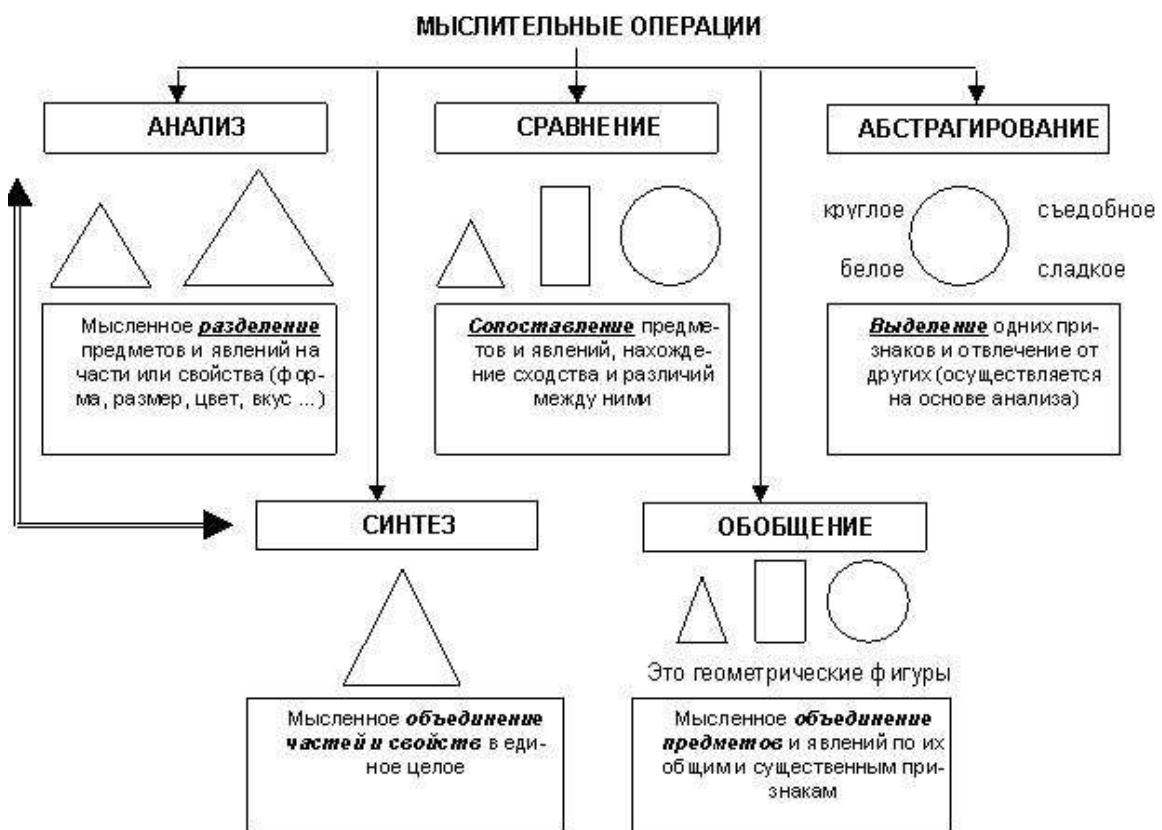 МЫСЛИТЕЛЬНЫЕ ОПЕРАЦИИ
АНАЛИЗ
СРАВНЕНИЕ
АБСТРАГИРОВАНИЕ
круглое
съедобное
белое
сладкое
Мысленное разделение
предметов и явлений на
части или свойства (фор-
ма, размер, цвет, вкус ...)
Сопоставление предме-
тов и явлений, нахожде-
ние сходства и различий
между ними
Выделение одних при-
знаков и отвлечение от
других (осуществляется
на основе анализа)
СИНТЕЗ
ОБОБЩЕНИЕ
Это геометрические фигуры
Мысленное объединение
частей и свойств в еди-
ное целое
Мысленное объединение
предметов и явлений по их
общим и существенным при-
знакам